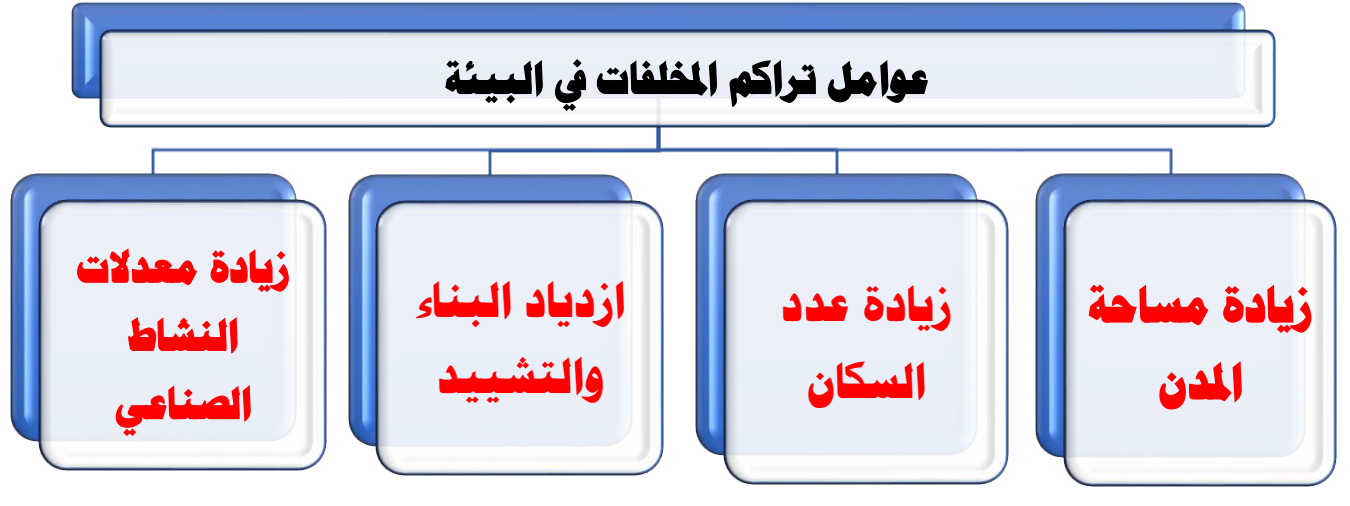 عوامل تراكم المخلفات في البيئة
زيادة مساحة
المدن
زيادة عدد
السكان
ازدياد البناء
والتشييد
زيادة معدلات
النشاط
الصناعي